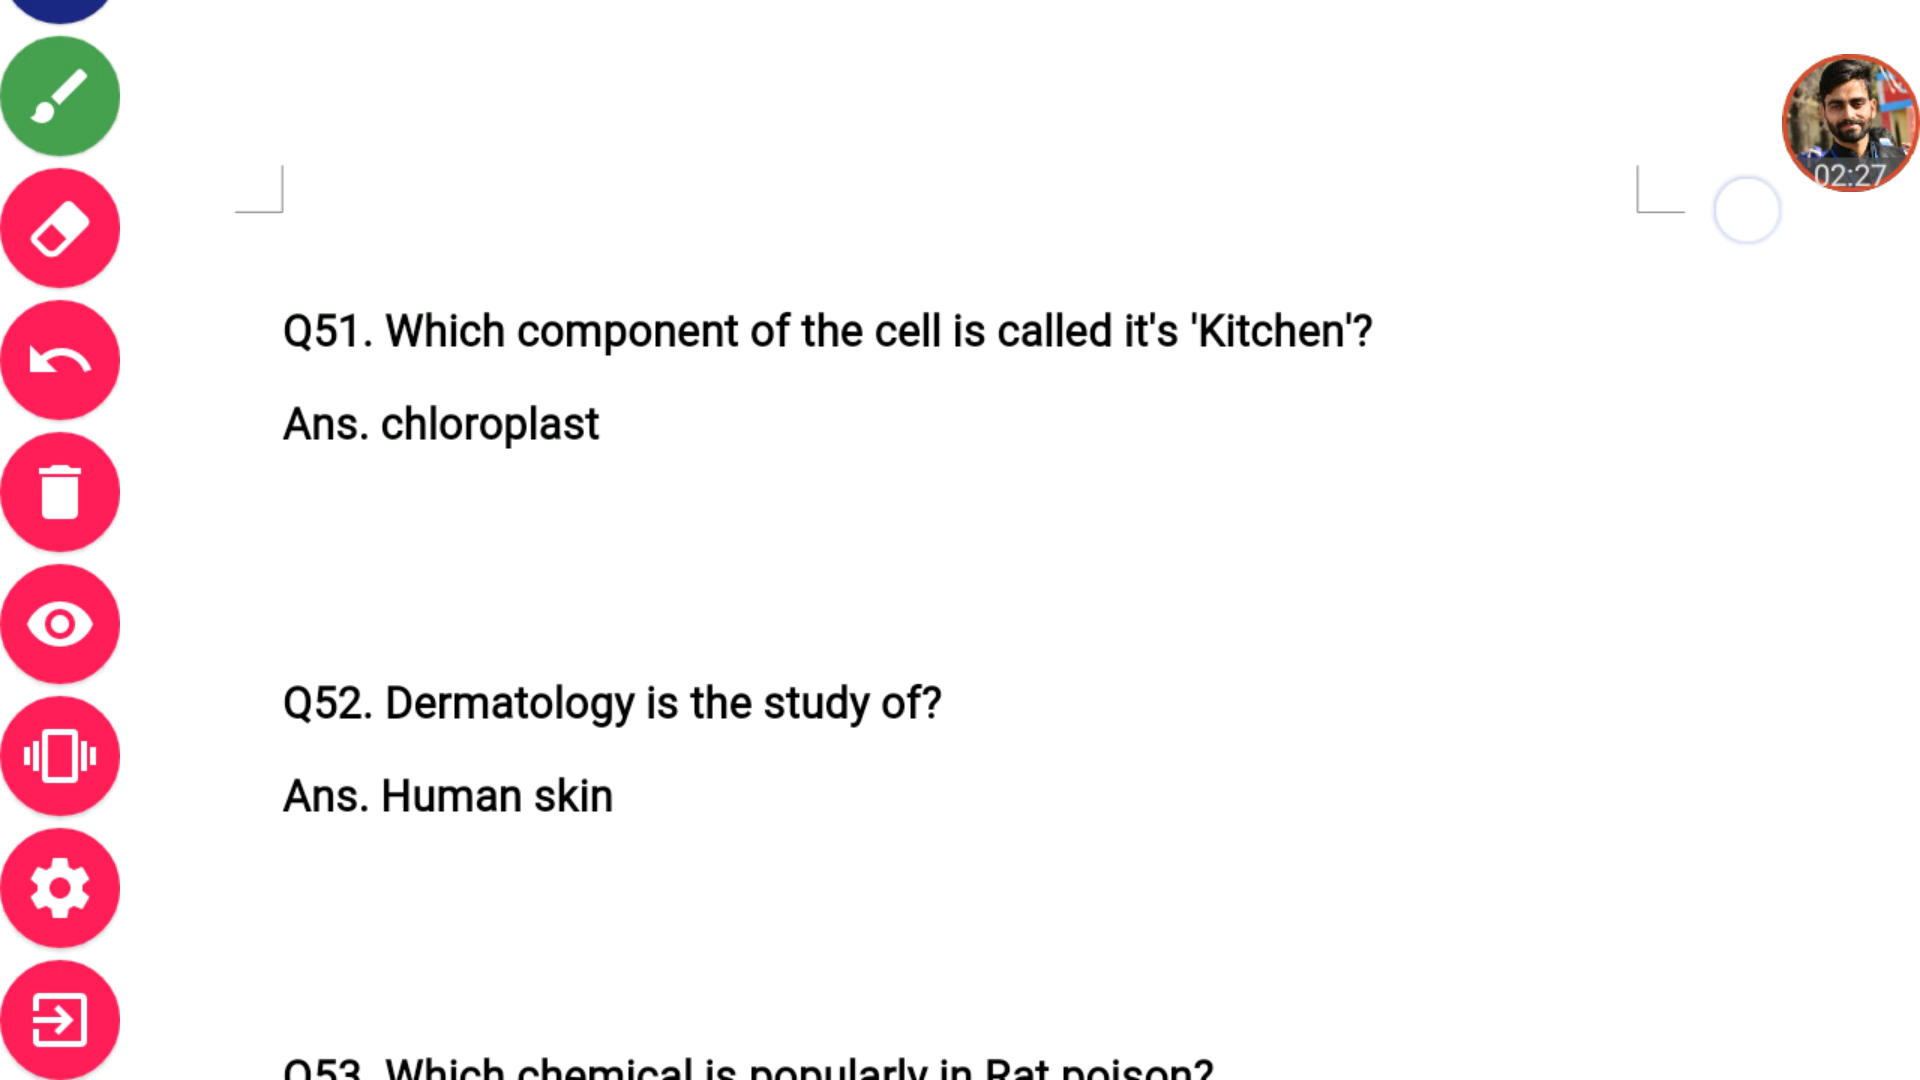 02:27
Q51. Which component of the cell is called it's 'Kitchen'?
Ans. chloroplast
Q52. Dermatology is the study of?
Ans. Human skin
Q53. Which chemical is popularly in Rat poison?